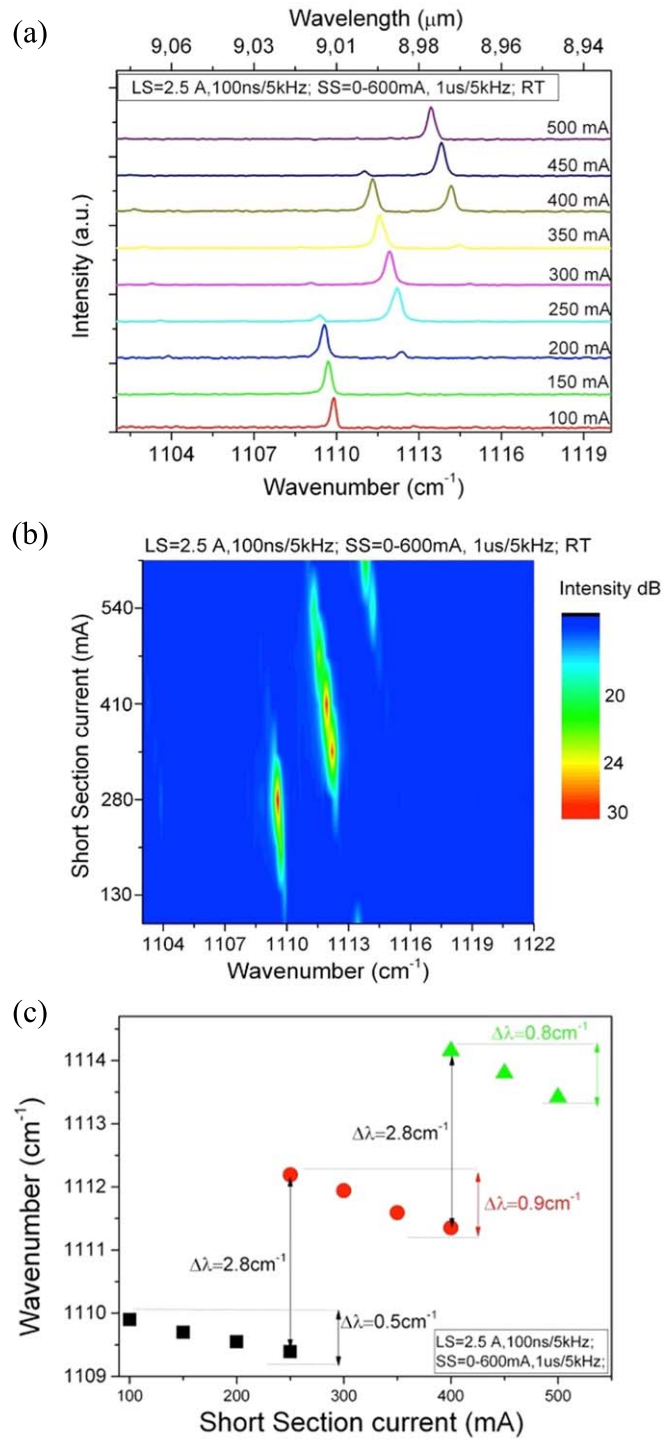 (a)
Wavelength (μm)
9,06 9,03 9,01 8,98 8,96 8,94
LS=2.5 A,100ns/5kHz; SS=0-600mA, 1us/5kHz; RT
500 mA
450 mA
400 mA
350 mA
300 mA
250 mA
200 mA
150 mA
100 mA
Intensity (a.u.)
1104 1107 1110 1113 1116 1119
Wavenumber (cm⁻¹)
(b)
LS=2.5 A,100ns/5kHz; SS=0-600mA, 1us/5kHz; RT
Intensity dB
20
24
30
Short Section current (mA)
540
410
280
130
1104 1107 1110 1113 1116 1119 1122
Wavenumber (cm⁻¹)
(c)
Wavenumber (cm⁻¹)
1114
1113
1112
1111
1110
1109
Δλ=0.8cm⁻¹
Δλ=2.8cm⁻¹
Δλ=0.9cm⁻¹
Δλ=2.8cm⁻¹
Δλ=0.5cm⁻¹
LS=2.5 A,100ns/5kHz;
SS=0-600mA,1us/5kHz;
100 200 300 400 500
Short Section current (mA)